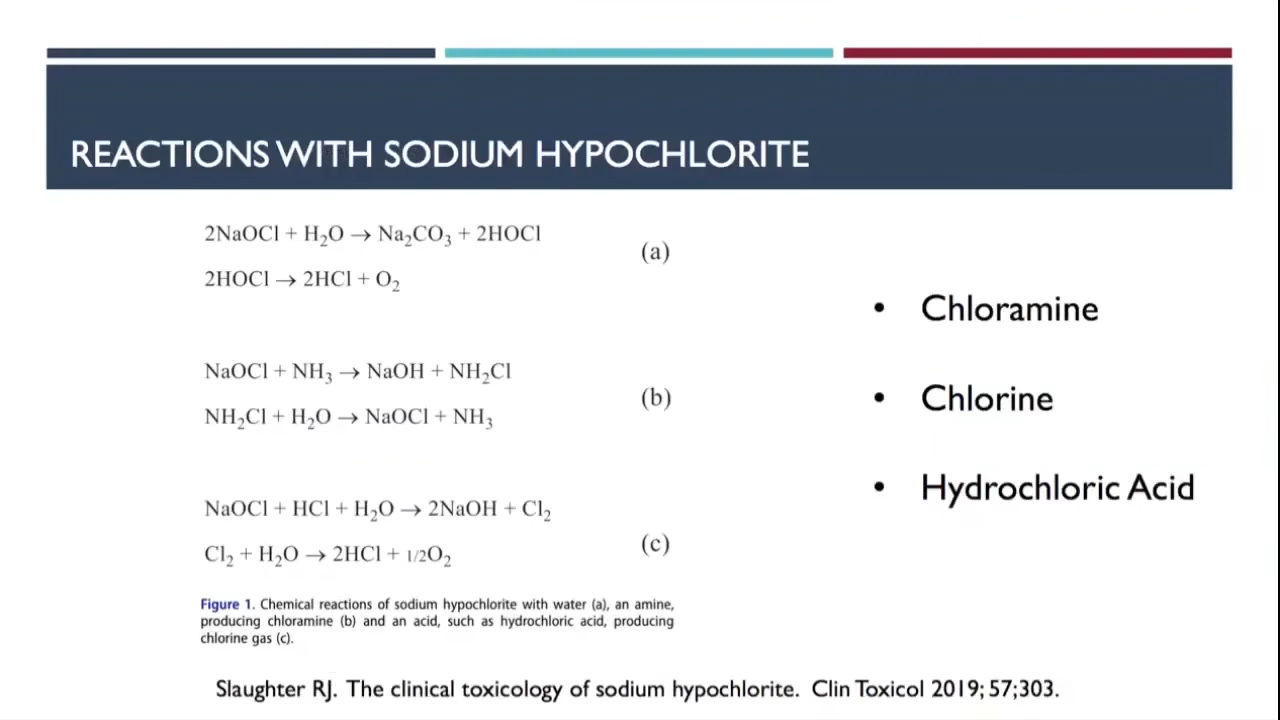 REACTIONS WITH SODIUM HYPOCHLORITE
2NaOCl + H₂O → Na₂CO₃ + 2HOCl
(a)
2HOCl → 2HCl + O₂
NaOCl + NH₃ → NaOH + NH₂Cl
(b)
NH₂Cl + H₂O → NaOCl + NH₃
NaOCl + HCl + H₂O → 2NaOH + Cl₂
(c)
Cl₂ + H₂O → 2HCl + 1/2O₂
Figure 1. Chemical reactions of sodium hypochlorite with water (a), an amine,
producing chloramine (b) and an acid, such as hydrochloric acid, producing
chlorine gas (c).
• Chloramine
• Chlorine
• Hydrochloric Acid
Slaughter RJ. The clinical toxicology of sodium hypochlorite. Clin Toxicol 2019; 57;303.